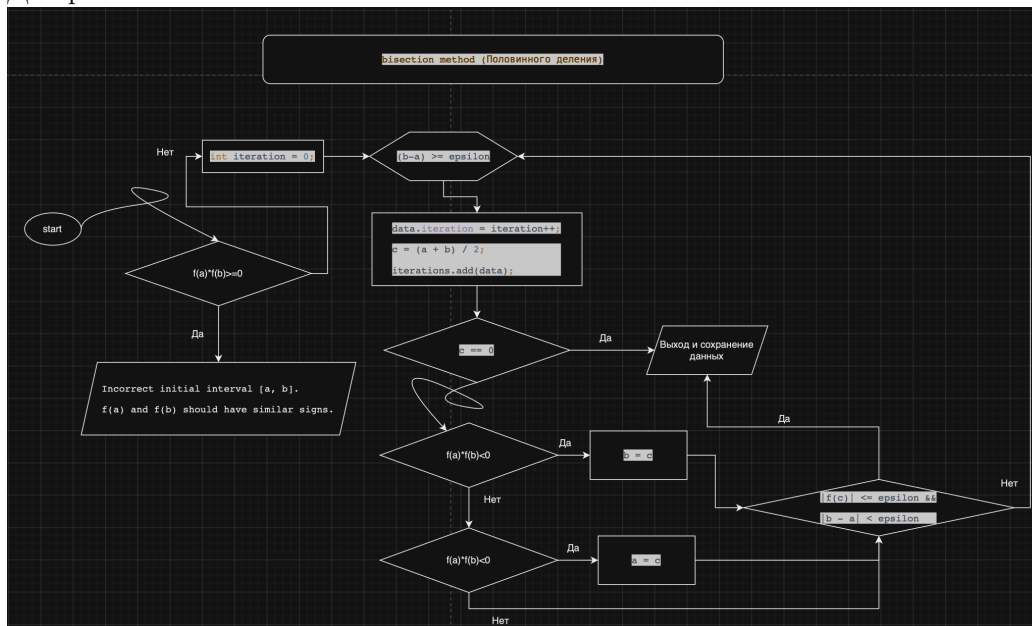 bisection method (Половинного деления)
Нет
int iteration = 0;
(b-a) >= epsilon
start
data.iteration = iteration++;
c = (a + b) / 2;
iterations.add(data);
f(a)*f(b)>=0
Да
Incorrect initial interval [a, b].
f(a) and f(b) should have similar signs.
c == 0
Да
Выход и сохранение
данных
f(a)*f(b)<0
Да
b = c
Да
Нет
|f(c)| <= epsilon &&
|b - a| < epsilon
Нет
f(a)*f(b)<0
Да
a = c
Нет